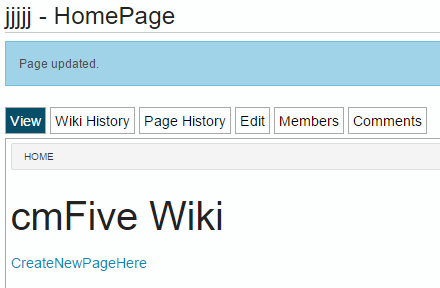 jjjjj - HomePage
Page updated.
View Wiki History Page History Edit Members Comments
HOME
cmFive Wiki
CreateNewPageHere